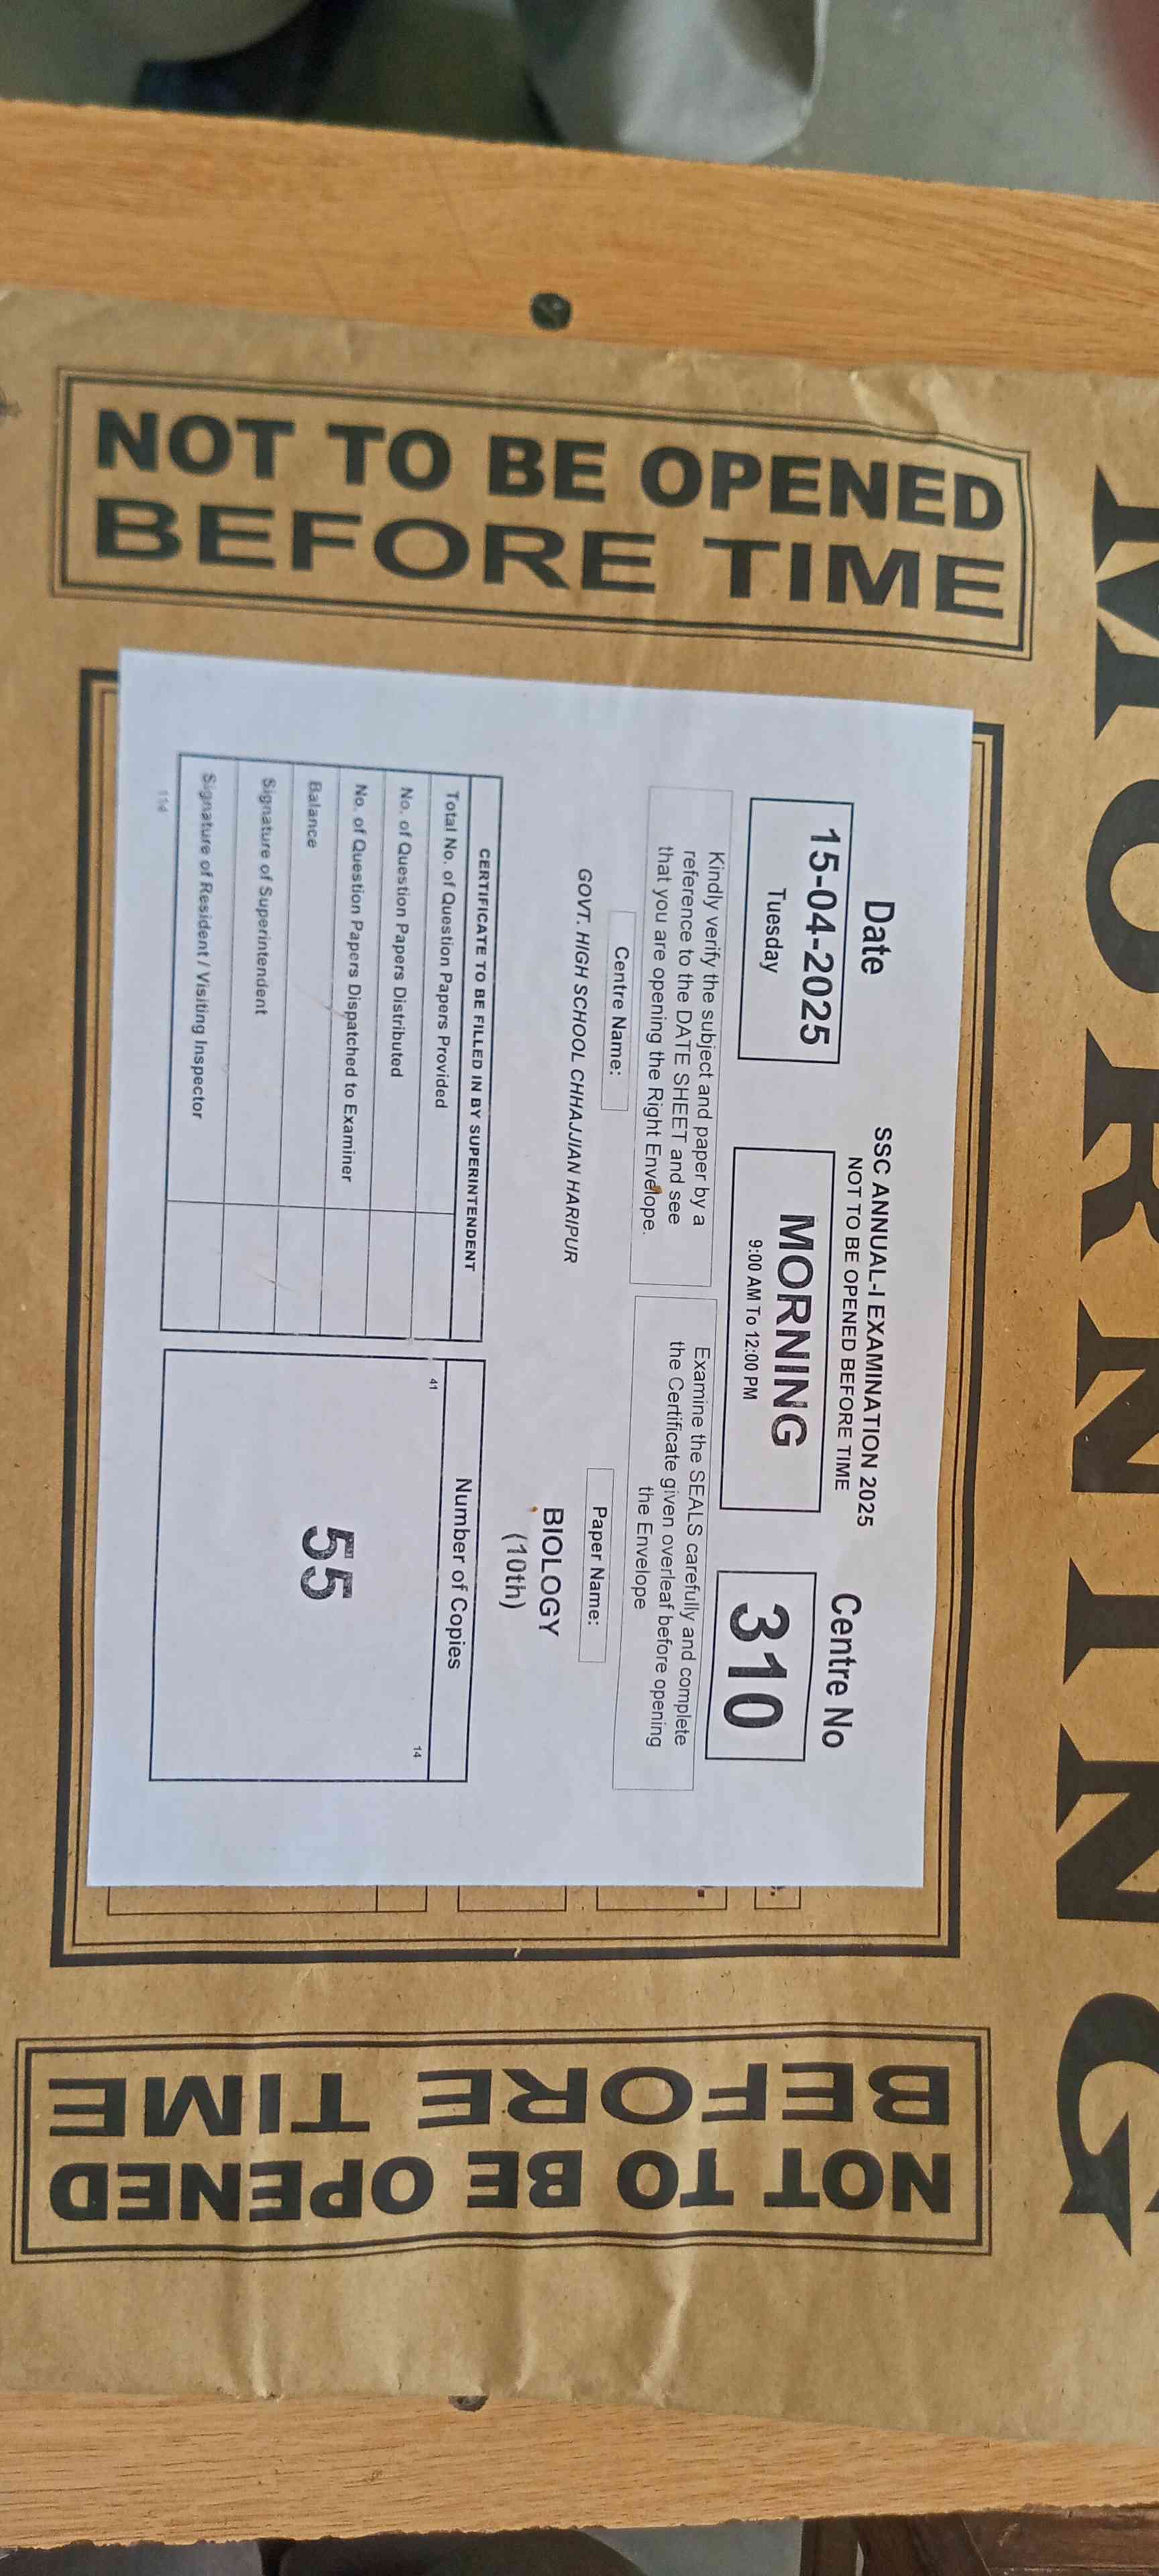 MORNING
NOT TO BE OPENED
BEFORE TIME
SSC ANNUAL-I EXAMINATION 2025
NOT TO BE OPENED BEFORE TIME
Date
15-04-2025
Tuesday
MORNING
9:00 AM To 12:00 PM
Centre No
310
Kindly verify the subject and paper by a
reference to the DATE SHEET and see
that you are opening the Right Envelope.
Examine the SEALS carefully and complete
the Certificate given overleaf before opening
the Envelope
Centre Name:
GOVT. HIGH SCHOOL CHHAJJIAN HARIPUR
Paper Name:
BIOLOGY
(10th)
CERTIFICATE TO BE FILLED IN BY SUPERINTENDENT
Total No. of Question Papers Provided
No. of Question Papers Distributed
No. of Question Papers Dispatched to Examiner
Balance
Signature of Superintendent
Signature of Resident / Visiting Inspector
114
Number of Copies
41
14
55
NOT TO BE OPENED
BEFORE TIME